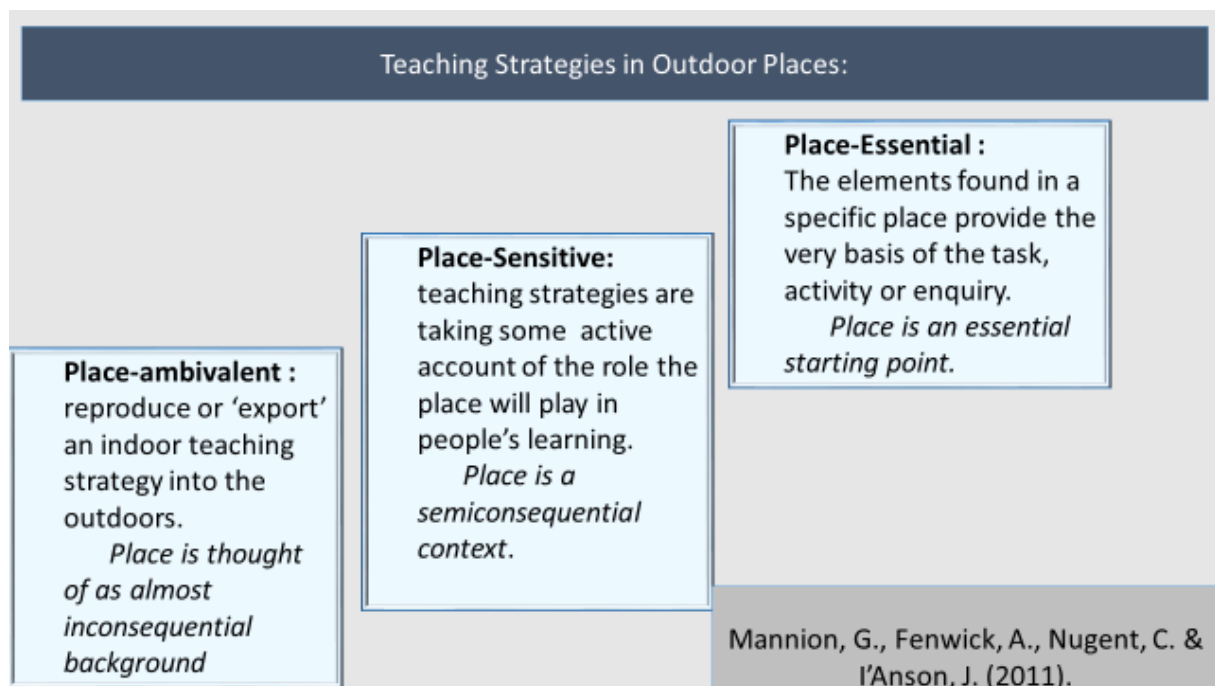 Teaching Strategies in Outdoor Places:
Place-ambivalent :
reproduce or ‘export’
an indoor teaching
strategy into the
outdoors.
Place is thought
of as almost
inconsequential
background
Place-Sensitive:
teaching strategies are
taking some active
account of the role the
place will play in
people’s learning.
Place is a
semiconsequential
context.
Place-Essential :
The elements found in a
specific place provide the
very basis of the task,
activity or enquiry.
Place is an essential
starting point.
Mannion, G., Fenwick, A., Nugent, C. &
I’Anson, J. (2011).